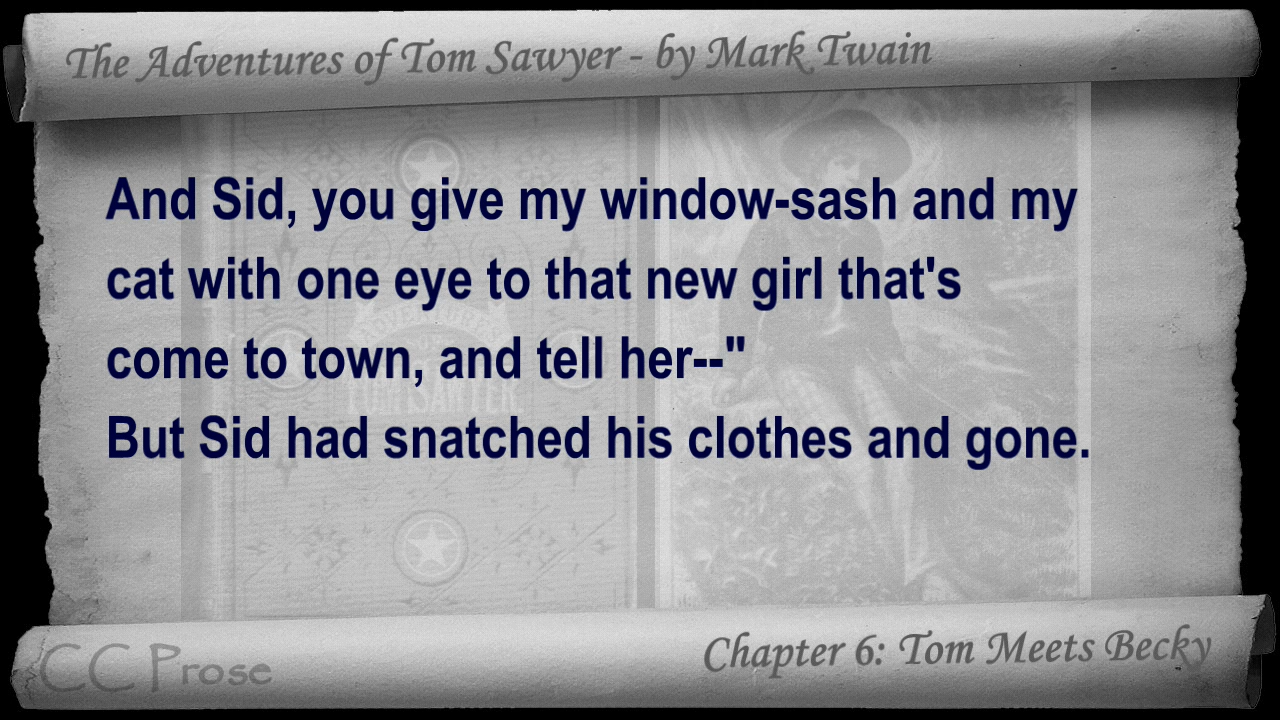 The Adventures of Tom Sawyer - by Mark Twain
And Sid, you give my window-sash and my
cat with one eye to that new girl that's
come to town, and tell her--"
But Sid had snatched his clothes and gone.
CC Prose
Chapter 6: Tom Meets Becky